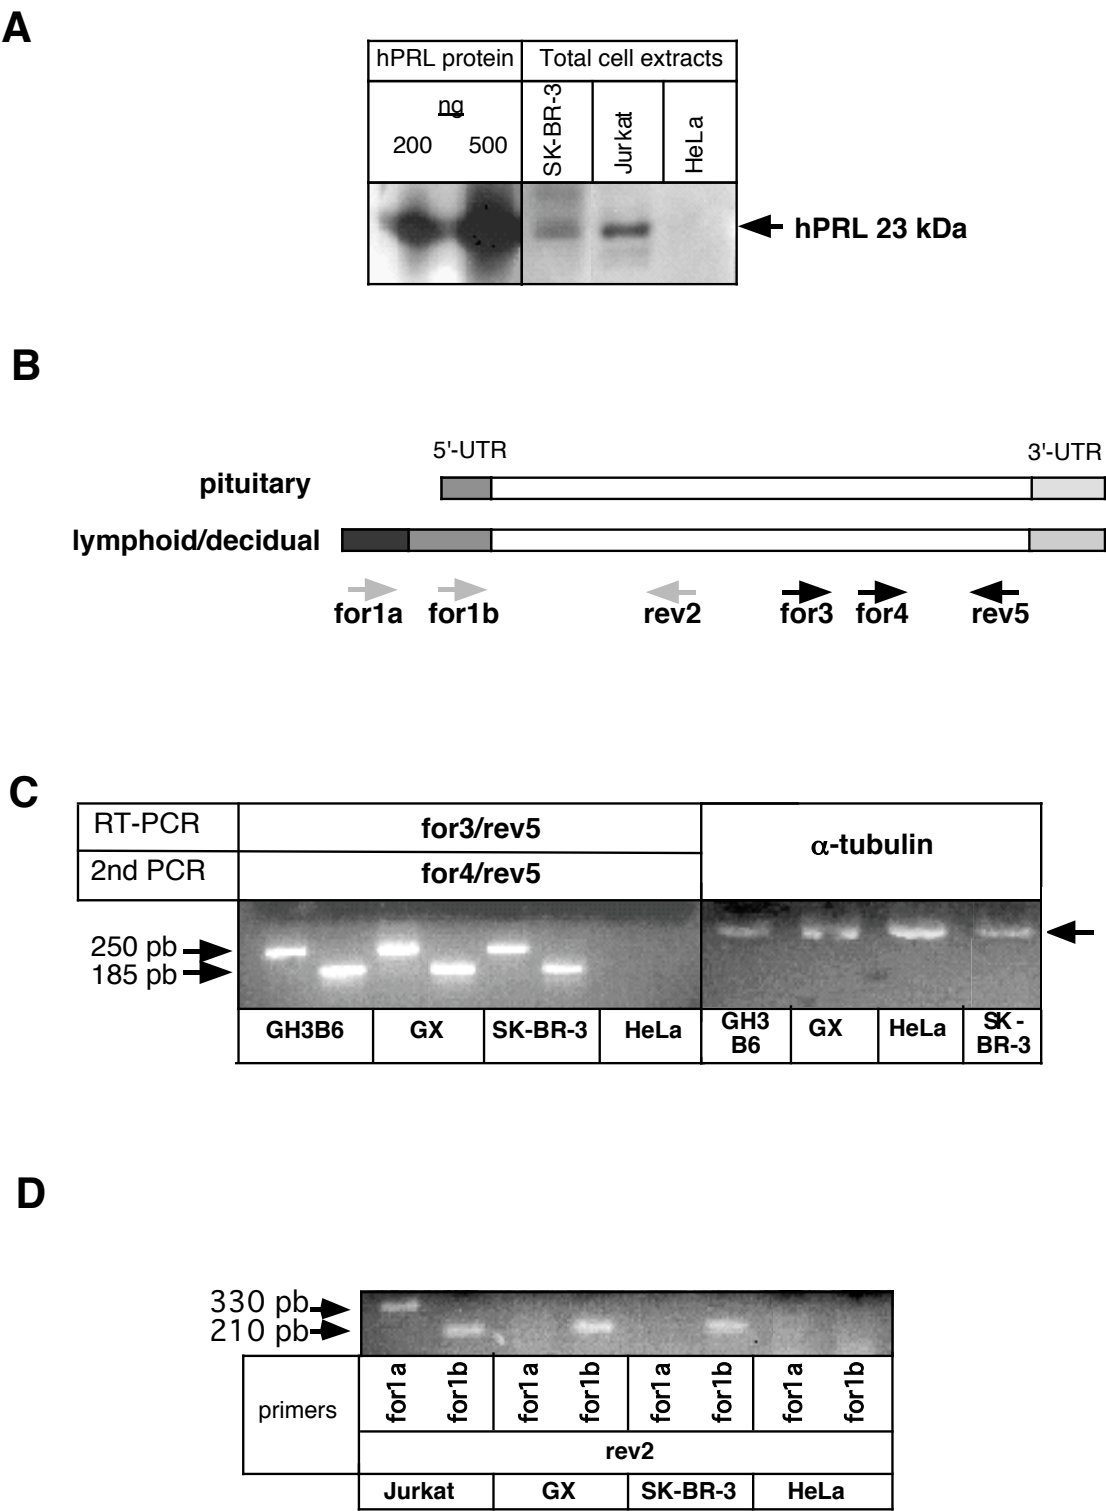 A
hPRL protein Total cell extracts
ng
200 500
SK-BR-3
Jurkat
HeLa
hPRL 23 kDa
B
5'-UTR 3'-UTR
pituitary
lymphoid/decidual
for1a for1b rev2 for3 for4 rev5
C
RT-PCR for3/rev5 α-tubulin
2nd PCR for4/rev5
250 pb
185 pb
GH3B6 GX SK-BR-3 HeLa GH3 B6 GX HeLa SK-BR-3
D
330 pb
210 pb
primers for1a for1b for1a for1b for1a for1b for1a for1b
rev2
Jurkat GX SK-BR-3 HeLa